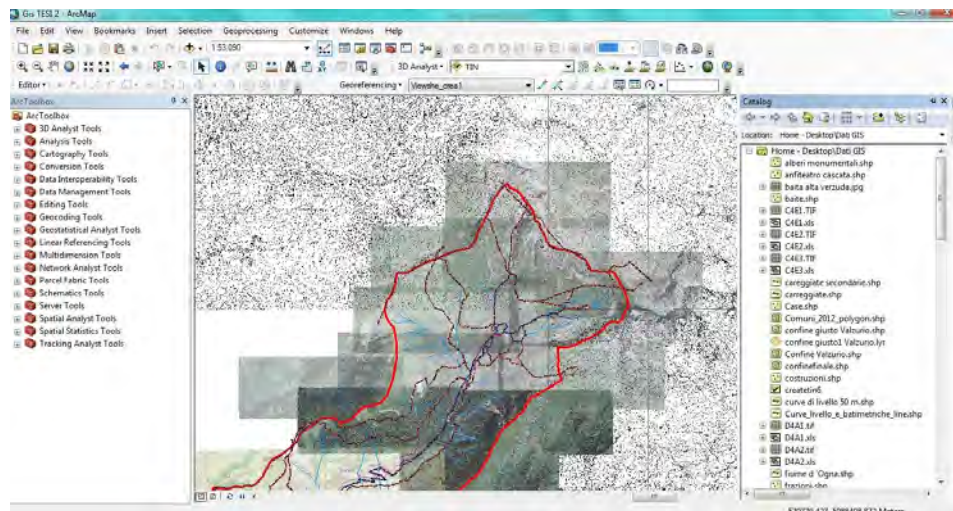 Gis TESI 2 - ArcMap
File Edit View Bookmarks Insert Selection Geoprocessing Customize Windows Help
1:53.090
3D Analyst TIN
Editor Georeferencing
ArcToolbox
ArcToolbox
3D Analyst Tools
Analysis Tools
Cartography Tools
Conversion Tools
Data Interoperability Tools
Data Management Tools
Editing Tools
Geocoding Tools
Geostatistical Analyst Tools
Linear Referencing Tools
Multidimension Tools
Network Analyst Tools
Parcel Fabric Tools
Schematics Tools
Server Tools
Spatial Analyst Tools
Spatial Statistics Tools
Tracking Analyst Tools
Catalog
Location: Home - Desktop\Dati GIS
Home - Desktop\Dati GIS
alberi monumentali.shp
anfiteatro cascata.shp
baita alta verzuda.jpg
baite.shp
C4E1.TIF
C4E1.xls
C4E2.TIF
C4E2.xls
C4E3.TIF
C4E3.xls
careggiate secondarie.shp
carreggiate.shp
Case.shp
Comuni_2012_polygon.shp
confine giusto Valzurio.shp
confine giusto1 Valzurio.lyr
Confine Valzurio.shp
confinefinale.shp
costruzioni.shp
createtin6
curve di livello 50 m.shp
Curve_livello_e_batimetriche_line.shp
D4A1.tif
D4A1.xls
D4A2.tif
D4A2.xls
fiume d 'Ogna.shp
frazioni.shp
Meters